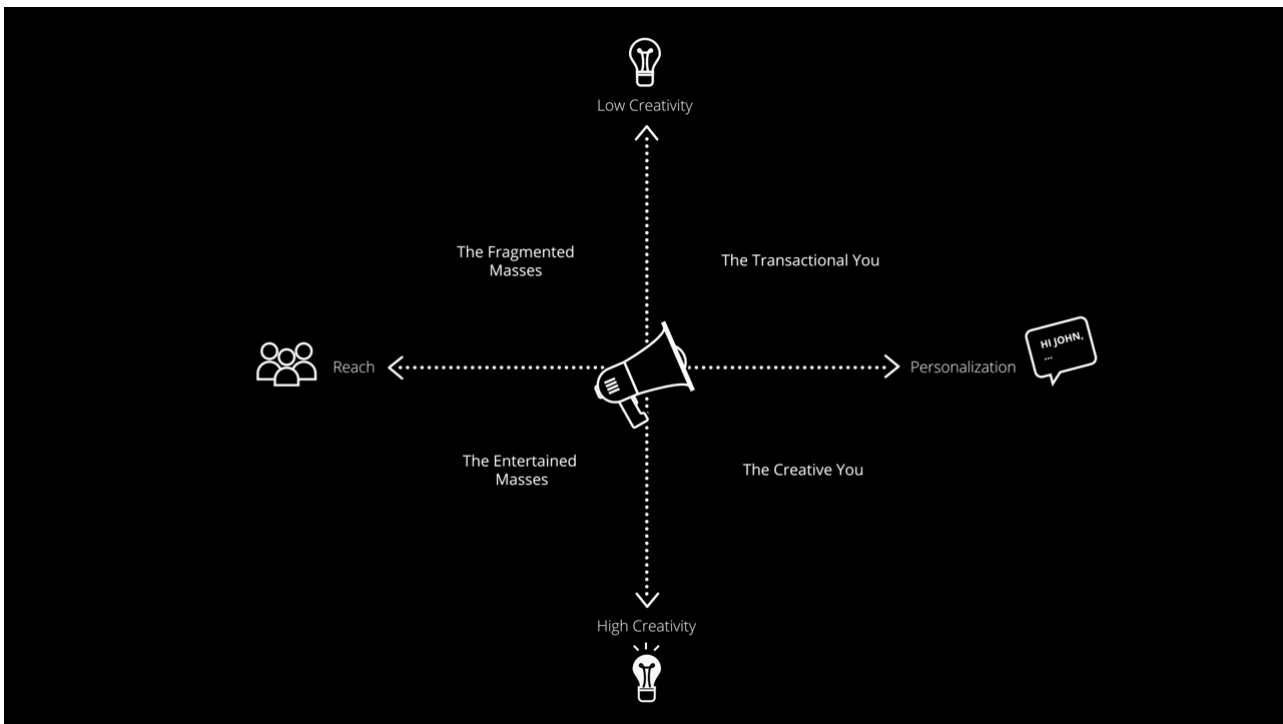 Low Creativity
The Fragmented
Masses
The Transactional You
Reach
Personalization
HI JOHN,
...
The Entertained
Masses
The Creative You
High Creativity